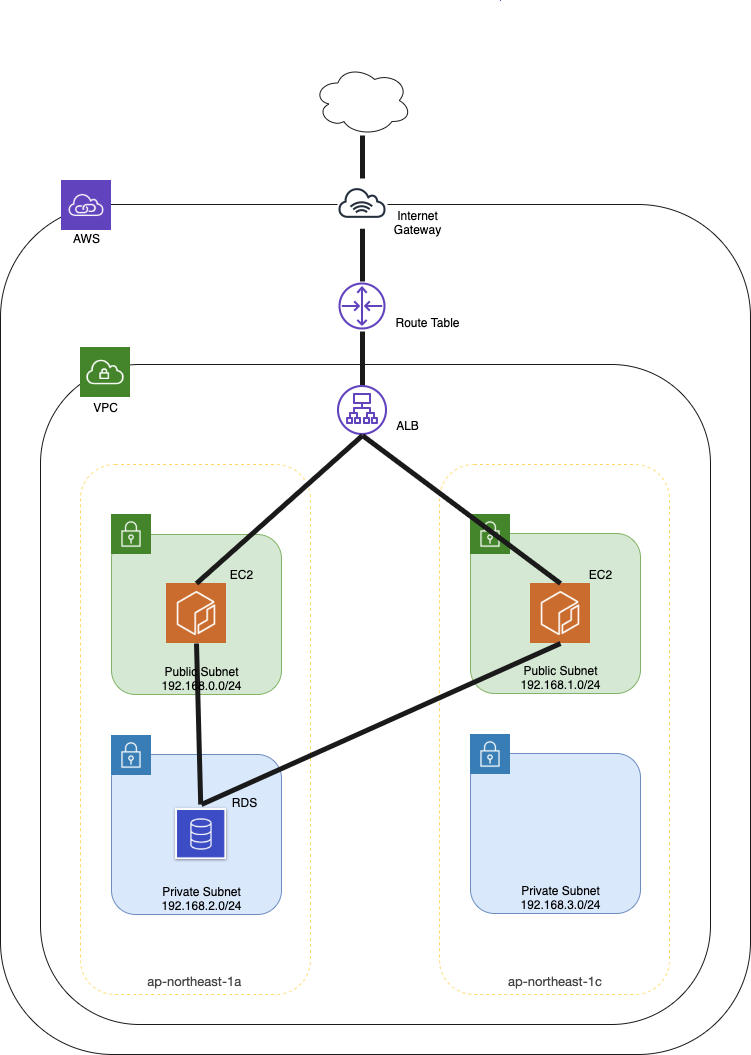 AWS
Internet
Gateway
Route Table
VPC
ALB
EC2
EC2
Public Subnet
192.168.0.0/24
Public Subnet
192.168.1.0/24
RDS
Private Subnet
192.168.2.0/24
Private Subnet
192.168.3.0/24
ap-northeast-1a
ap-northeast-1c